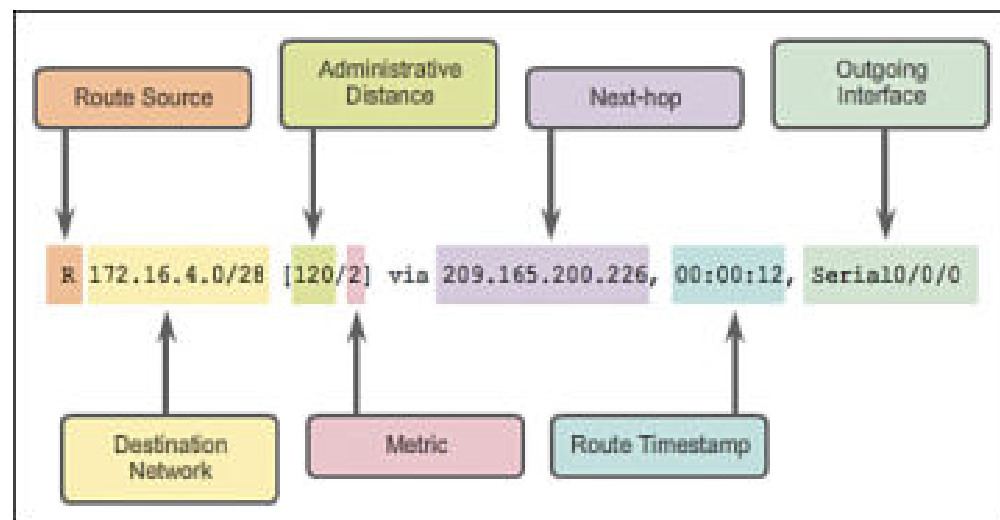 Route Source
Administrative
Distance
Next-hop
Outgoing
Interface
R 172.16.4.0/28 [120/2] via 209.165.200.226, 00:00:12, Serial0/0/0
Destination
Network
Metric
Route Timestamp